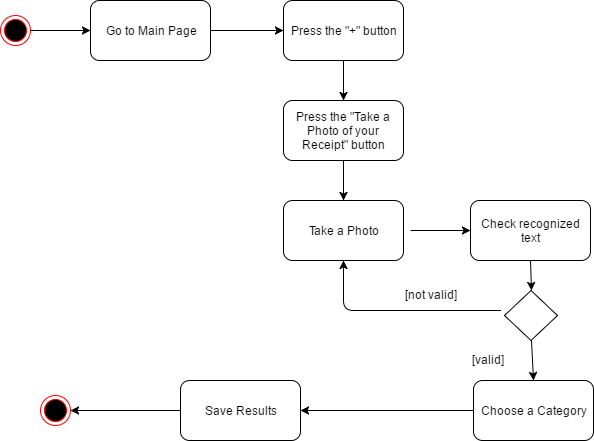 Go to Main Page
Press the "+" button
Press the "Take a
Photo of your
Receipt" button
Take a Photo
Check recognized
text
[not valid]
[valid]
Save Results
Choose a Category